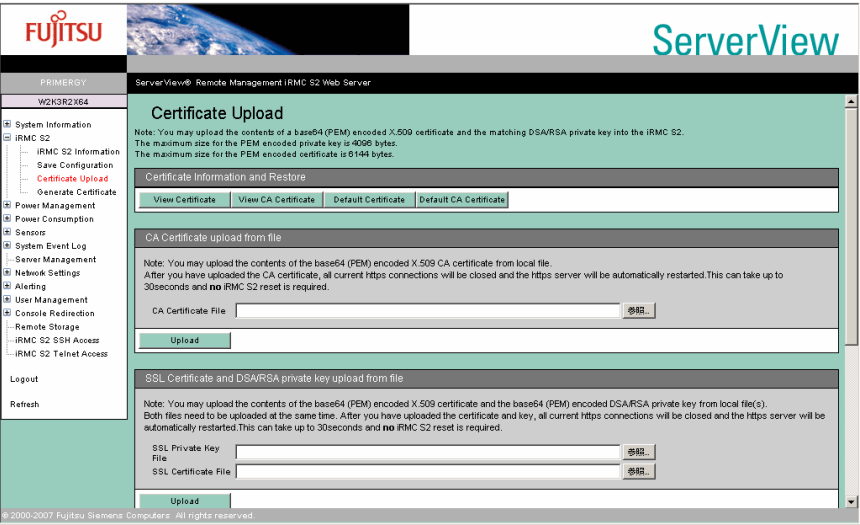 FUJITSU
ServerView
PRIMERGY
ServerView® Remote Management iRMC S2 Web Server
W2K3R2X64
System Information
iRMC S2
iRMC S2 Information
Save Configuration
Certificate Upload
Generate Certificate
Power Management
Power Consumption
Sensors
System Event Log
Server Management
Network Settings
Alerting
User Management
Console Redirection
Remote Storage
iRMC S2 SSH Access
iRMC S2 Telnet Access
Logout
Refresh
Certificate Upload
Note: You may upload the contents of a base64 (PEM) encoded X.509 certificate and the matching DSA/RSA private key into the iRMC S2.
The maximum size for the PEM encoded private key is 4096 bytes.
The maximum size for the PEM encoded certificate is 6144 bytes.
Certificate Information and Restore
View Certificate
View CA Certificate
Default Certificate
Default CA Certificate
CA Certificate upload from file
Note: You may upload the contents of the base64 (PEM) encoded X.509 CA certificate from local file.
After you have uploaded the CA certificate, all current https connections will be closed and the https server will be automatically restarted.This can take up to
30seconds and no iRMC S2 reset is required.
CA Certificate File
参照...
Upload
SSL Certificate and DSA/RSA private key upload from file
Note: You may upload the contents of the base64 (PEM) encoded X.509 certificate and the base64 (PEM) encoded DSA/RSA private key from local file(s).
Both files need to be uploaded at the same time. After you have uploaded the certificate and key, all current https connections will be closed and the https server will be
automatically restarted.This can take up to 30seconds and no iRMC S2 reset is required.
SSL Private Key
File
参照...
SSL Certificate File
参照...
Upload
© 2000-2007 Fujitsu Siemens Computers All rights reserved.